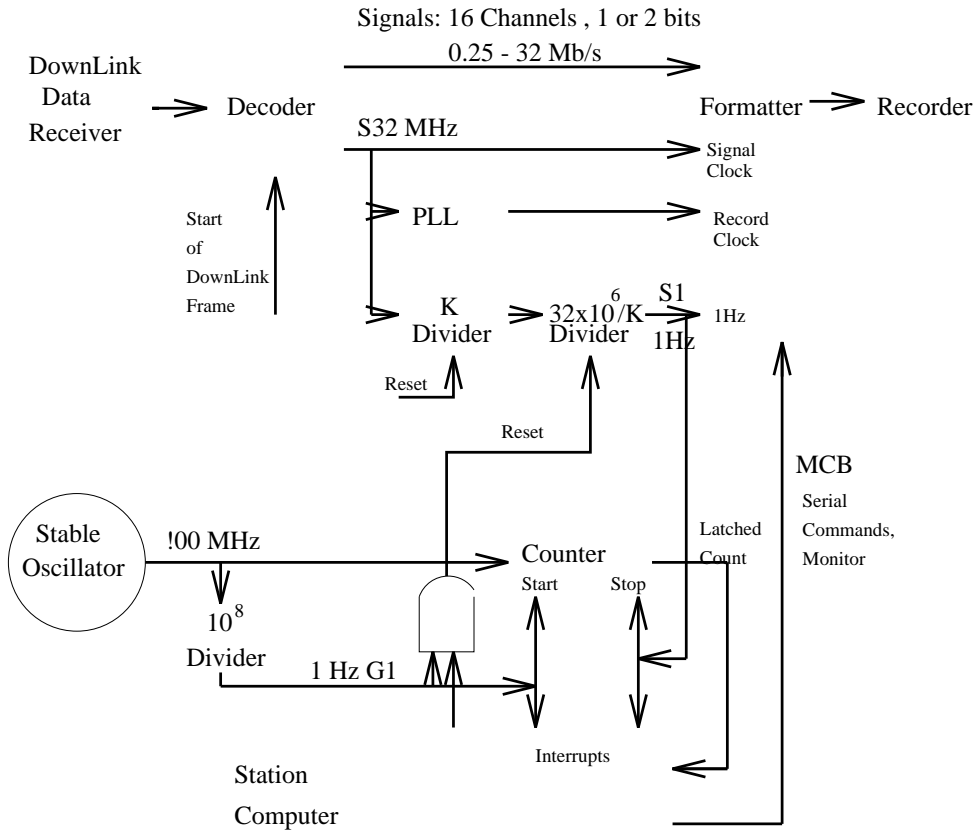 Signals: 16 Channels , 1 or 2 bits
0.25 - 32 Mb/s
DownLink
Data
Receiver
Decoder
Formatter
Recorder
S32 MHz
Signal
Clock
Start
of
DownLink
Frame
PLL
Record
Clock
K
Divider
32x10^6/K
Divider
S1
1Hz
1Hz
Reset
Reset
MCB
Serial
Commands,
Monitor
Stable
Oscillator
!00 MHz
Counter
Start
Stop
Latched
Count
10^8
Divider
1 Hz G1
Interrupts
Station
Computer